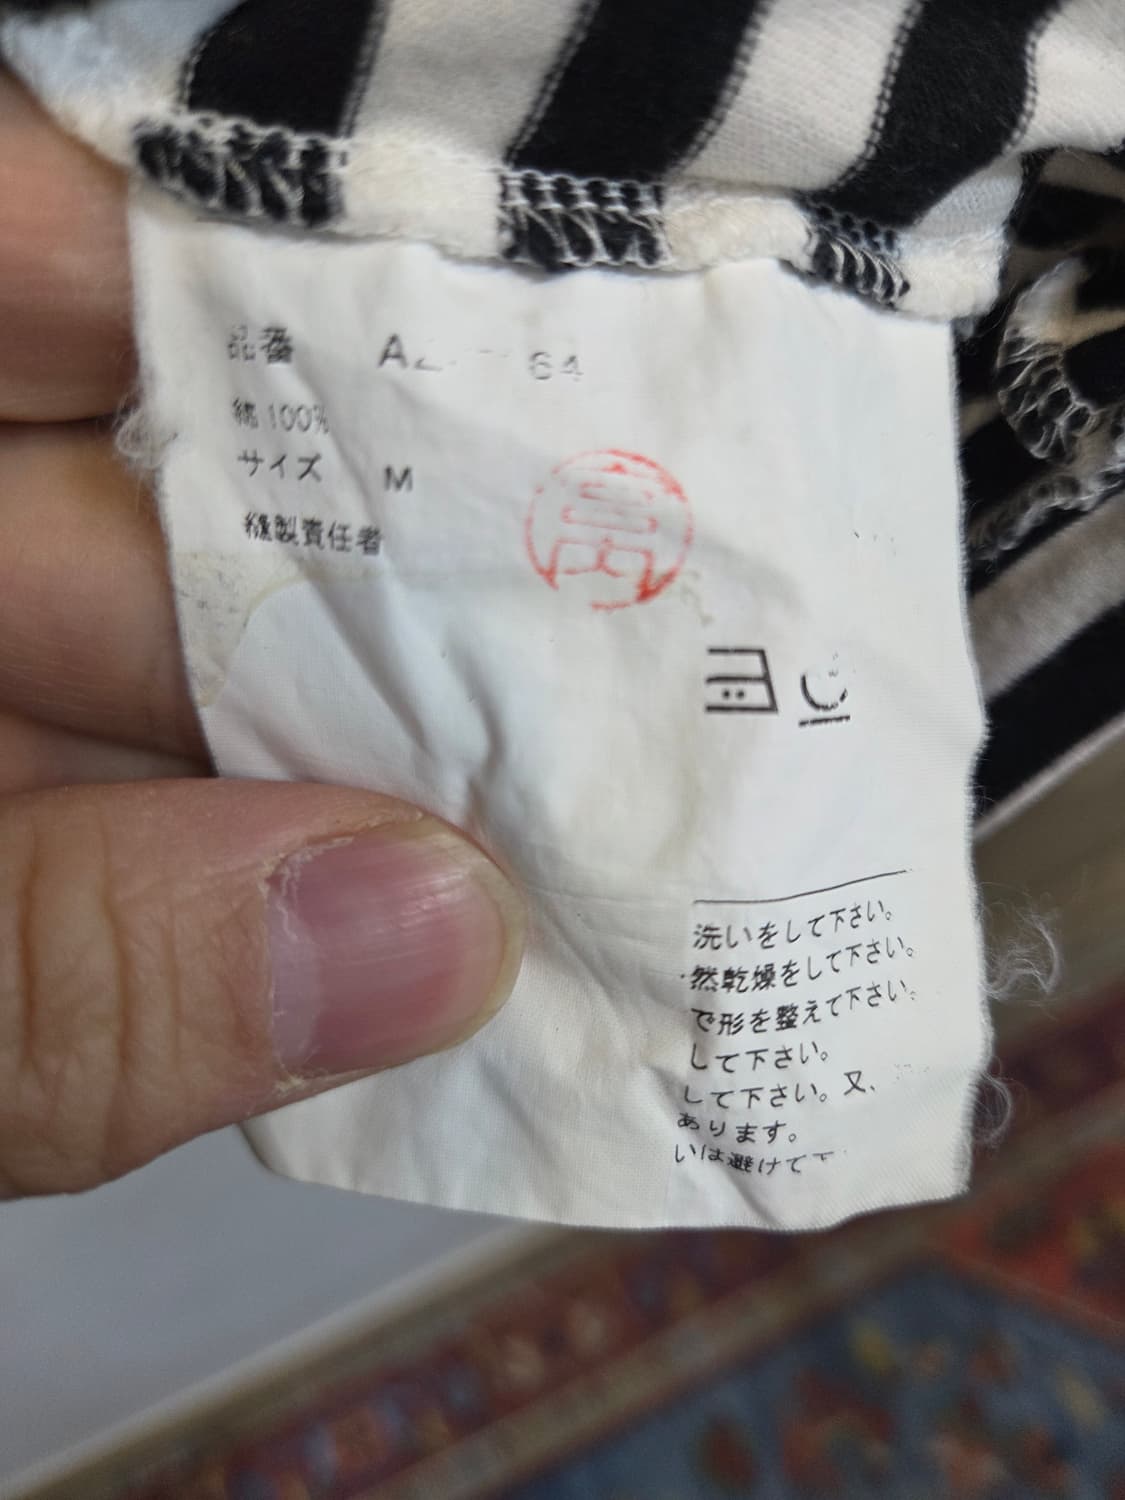 品番 A2 64
綿 100%
サイズ M
縫製責任者
洗いをして下さい。
然乾燥をして下さい。
で形を整えて下さい。
して下さい。
して下さい。又、
あります。
いは避けて下